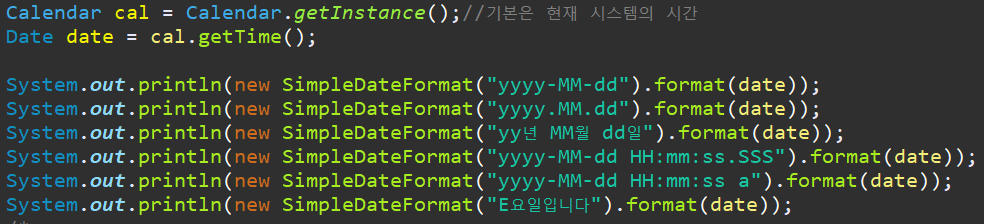 Calendar cal = Calendar.getInstance();//기본은 현재 시스템의 시간
Date date = cal.getTime();
System.out.println(new SimpleDateFormat("yyyy-MM-dd").format(date));
System.out.println(new SimpleDateFormat("yyyy.MM.dd").format(date));
System.out.println(new SimpleDateFormat("yy년 MM월 dd일").format(date));
System.out.println(new SimpleDateFormat("yyyy-MM-dd HH:mm:ss.SSS").format(date));
System.out.println(new SimpleDateFormat("yyyy-MM-dd HH:mm:ss a").format(date));
System.out.println(new SimpleDateFormat("E요일입니다").format(date));